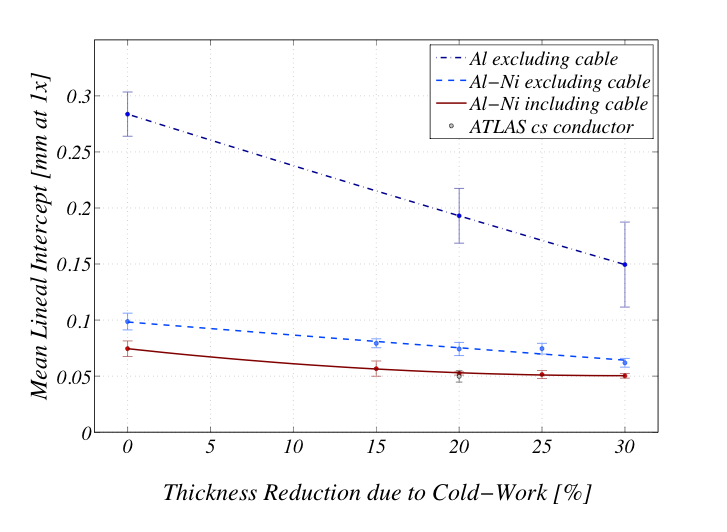 Al excluding cable
Al−Ni excluding cable
Al−Ni including cable
ATLAS cs conductor
Mean Lineal Intercept [mm at 1x]
0.3
0.25
0.2
0.15
0.1
0.05
0
0 5 10 15 20 25 30
Thickness Reduction due to Cold−Work [%]